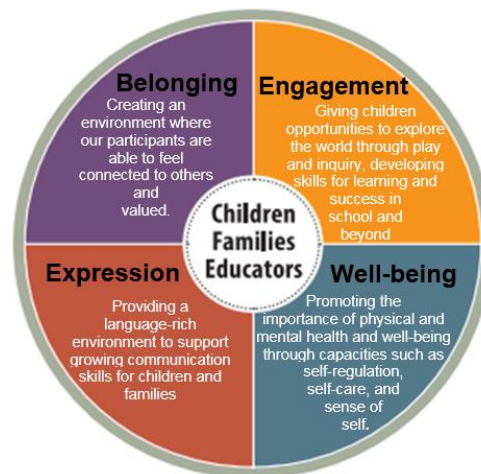 Belonging
Creating an
environment where
our participants are
able to feel
connected to others
and
valued.
Engagement
Giving children
opportunities to explore
the world through play
and inquiry, developing
skills for learning and
success in
school and
beyond
Children
Families
Educators
Expression
Providing a
language-rich
environment to support
growing communication
skills for children and
families
Well-being
Promoting the
importance of physical and
mental health and well-being
through capacities such as
self-regulation,
self-care, and
sense of
self.